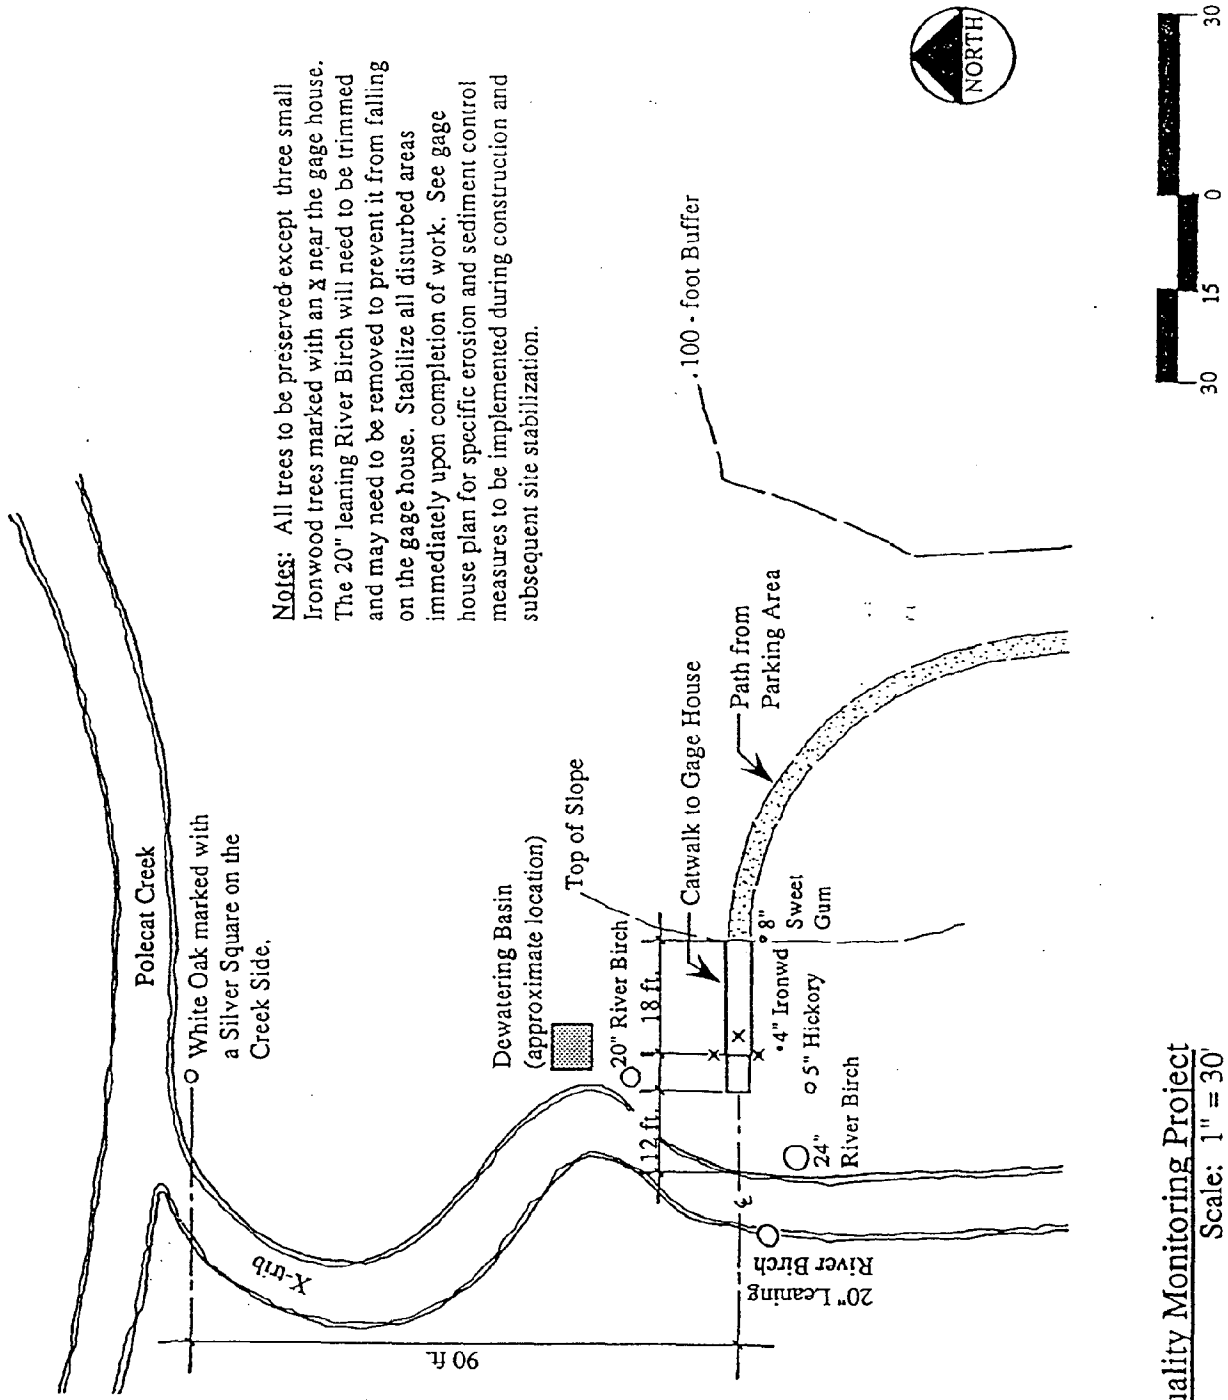 Notes: All trees to be preserved except three small
Ironwood trees marked with an X near the gage house.
The 20" leaning River Birch will need to be trimmed
and may need to be removed to prevent it from falling
on the gage house. Stabilize all disturbed areas
immediately upon completion of work. See gage
house plan for specific erosion and sediment control
measures to be implemented during construction and
subsequent site stabilization.
Polecat Creek
White Oak marked with
a Silver Square on the
Creek Side.
X-trib
90 ft.
Dewatering Basin
(approximate location)
Top of Slope
20" River Birch
18 ft.
12 ft.
Catwalk to Gage House
Path from
Parking Area
100 - foot Buffer
8"
Sweet
Gum
4" Ironwd
5" Hickory
24"
River Birch
20" Leaning
River Birch
NORTH
30
15
0
30
uality Monitoring Project
Scale: 1" = 30'